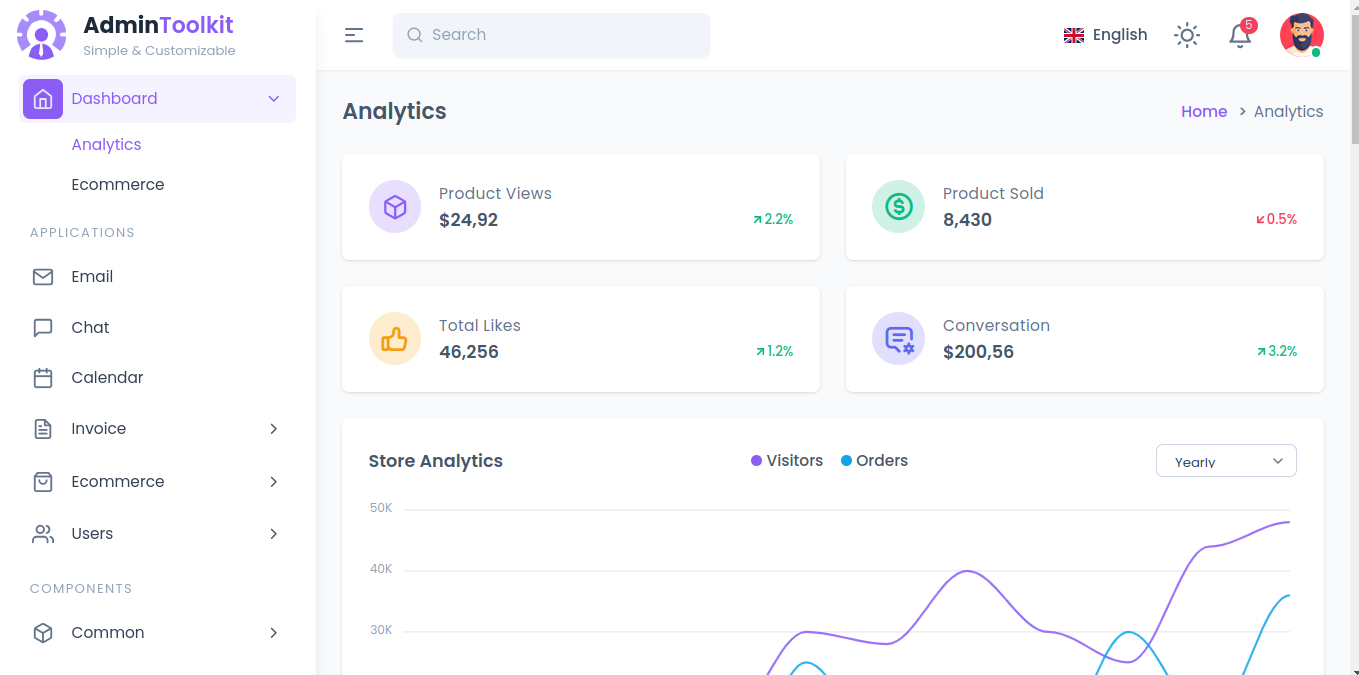 AdminToolkit
Simple & Customizable
Search
English
5
Dashboard
Analytics
Ecommerce
APPLICATIONS
Email
Chat
Calendar
Invoice
Ecommerce
Users
COMPONENTS
Common
Analytics
Home > Analytics
Product Views
$24,92
2.2%
Product Sold
8,430
0.5%
Total Likes
46,256
1.2%
Conversation
$200,56
3.2%
Store Analytics
Visitors
Orders
Yearly
50K
40K
30K